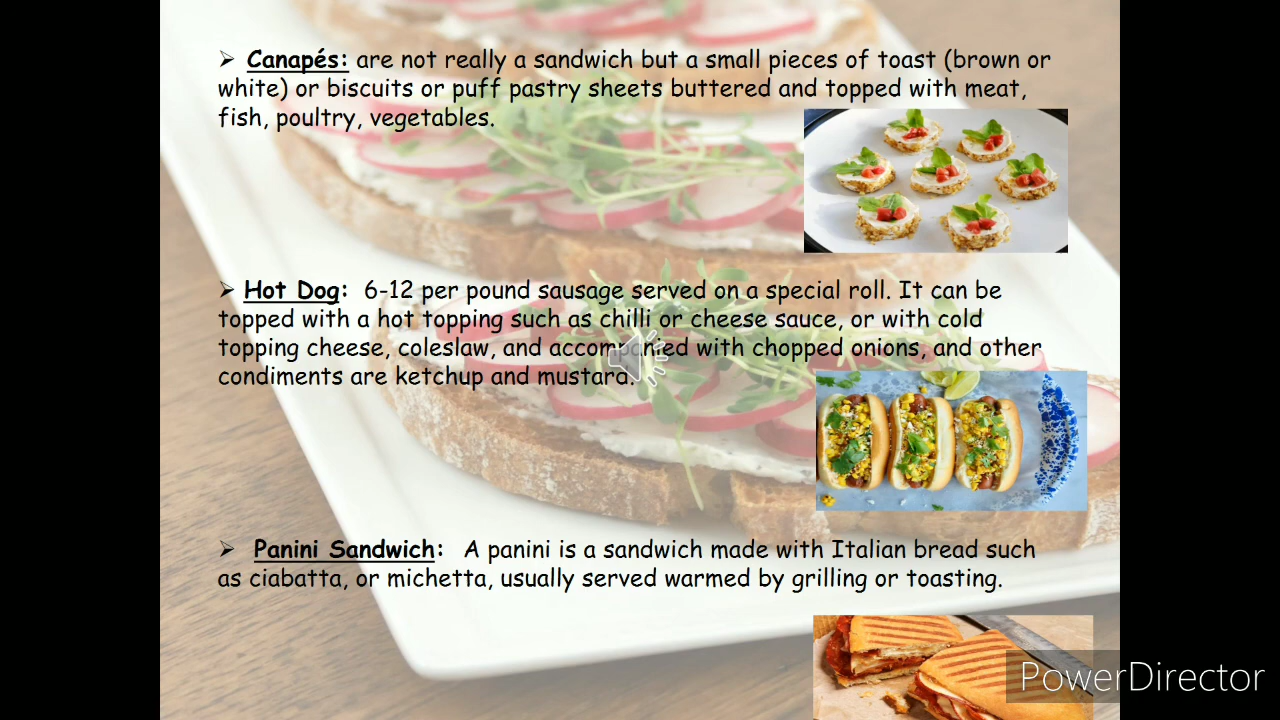 ➢ Canapés: are not really a sandwich but a small pieces of toast (brown or
white) or biscuits or puff pastry sheets buttered and topped with meat,
fish, poultry, vegetables.
➢ Hot Dog: 6-12 per pound sausage served on a special roll. It can be
topped with a hot topping such as chilli or cheese sauce, or with cold
topping cheese, coleslaw, and accompanied with chopped onions, and other
condiments are ketchup and mustard.
➢ Panini Sandwich: A panini is a sandwich made with Italian bread such
as ciabatta, or michetta, usually served warmed by grilling or toasting.
PowerDirector